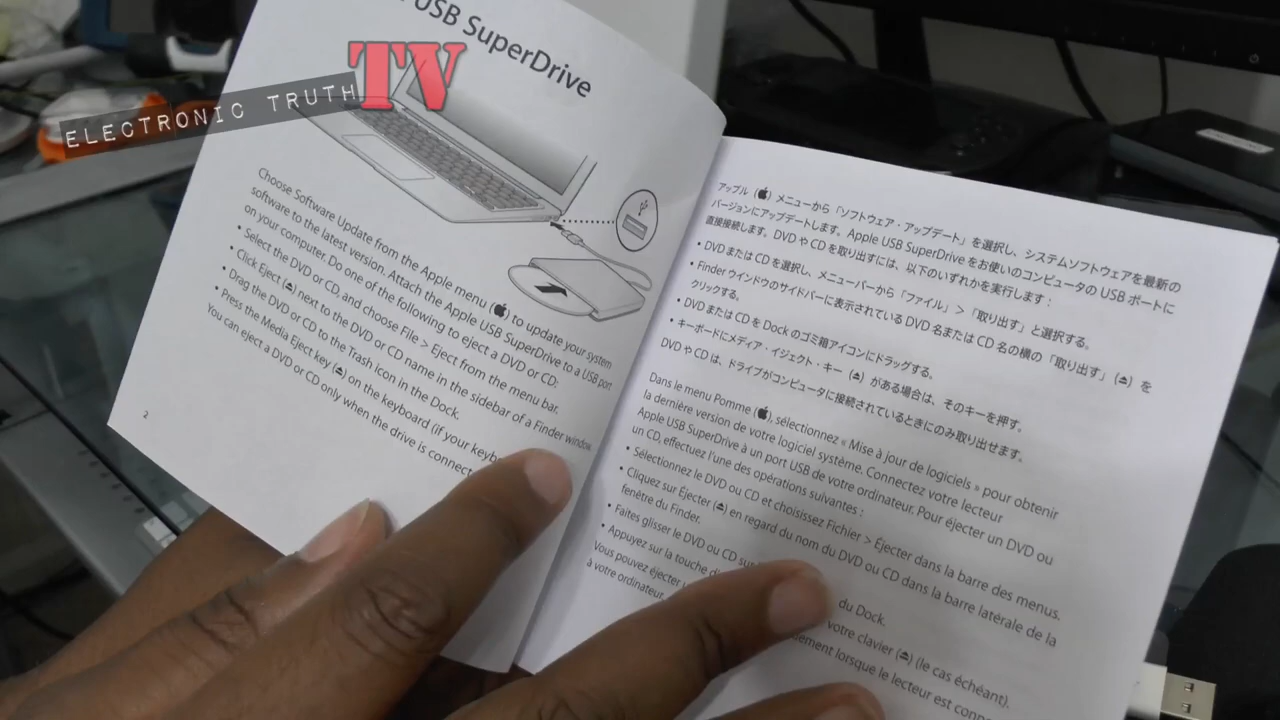 USB SuperDrive
ELECTRONIC TRUTH TV
Choose Software Update from the Apple menu () to update your system
software to the latest version. Attach the Apple USB SuperDrive to a USB port
on your computer. Do one of the following to eject a DVD or CD:
• Select the DVD or CD, and choose File > Eject from the menu bar.
• Click Eject (⏏) next to the DVD or CD name in the sidebar of a Finder window.
• Drag the DVD or CD to the Trash icon in the Dock.
• Press the Media Eject key (⏏) on the keyboard (if your
You can eject a DVD or CD only when the drive is
2
アップル () メニューから「ソフトウェア・アップデート」を選択し、システムソフトウェアを最新の
バージョンにアップデートします。Apple USB SuperDrive をお使いのコンピュータの USB ポートに
直接接続します。DVD や CD を取り出すには、以下のいずれかを実行します:
• DVD または CD を選択し、メニューバーから「ファイル」>「取り出す」と選択する。
• Finder ウインドウのサイドバーに表示されている DVD 名または CD 名の横の「取り出す」(⏏) を
クリックする。
• DVD または CD を Dock のゴミ箱アイコンにドラッグする。
• キーボードにメディア・イジェクト・キー (⏏) がある場合は、そのキーを押す。
DVD や CD は、ドライブがコンピュータに接続されているときにのみ取り出せます。
Dans le menu Pomme (), sélectionnez « Mise à jour de logiciels » pour obtenir
la dernière version de votre logiciel système. Connectez votre lecteur
Apple USB SuperDrive à un port USB de votre ordinateur. Pour éjecter un DVD ou
un CD, effectuez l'une des opérations suivantes :
• Sélectionnez le DVD ou CD et choisissez Fichier > Éjecter dans la barre des menus.
• Cliquez sur Éjecter (⏏) en regard du nom du DVD ou CD dans la barre latérale de la
fenêtre du Finder.
• Faites glisser le DVD ou CD du Dock.
• Appuyez sur la touche votre clavier (⏏) (le cas échéant).
Vous pouvez éjecter lorsque le lecteur est
à votre ordinateur.